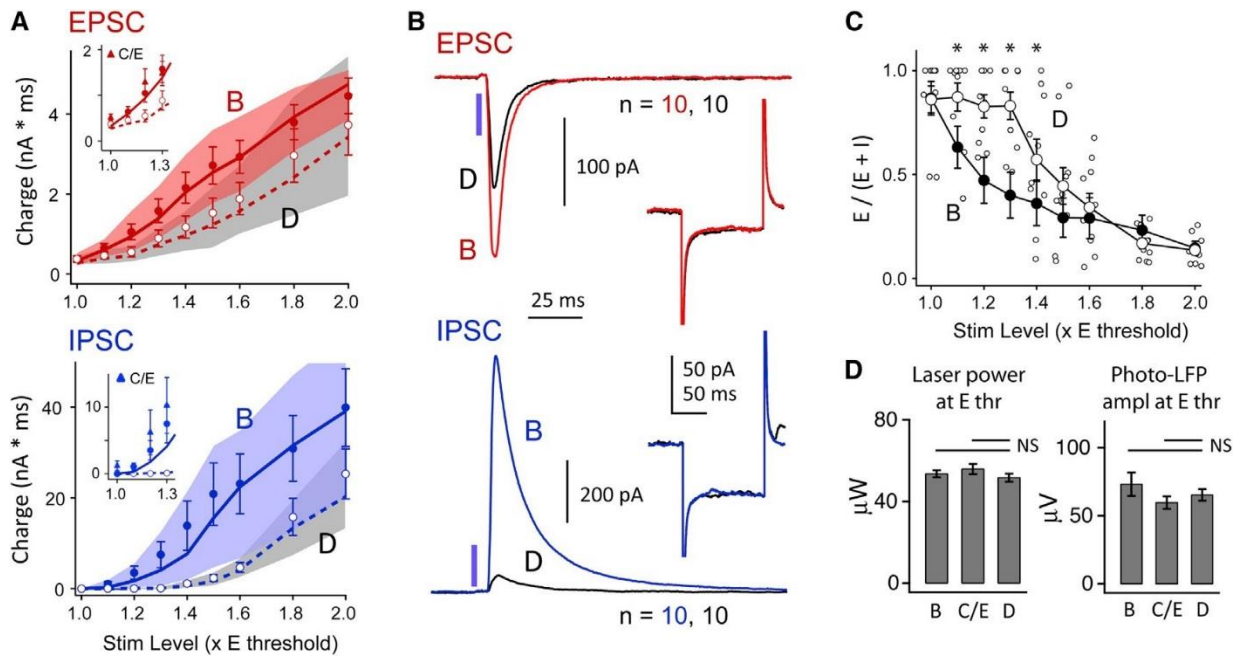 A
EPSC
Charge (nA * ms)
2
1
0
C/E
1.0
1.3
4
2
0
B
D
1.0 1.2 1.4 1.6 1.8 2.0
IPSC
Charge (nA * ms)
10
0
C/E
1.0
1.3
40
20
0
B
D
1.0 1.2 1.4 1.6 1.8 2.0
Stim Level (x E threshold)
B
EPSC
n = 10, 10
D
100 pA
B
25 ms
IPSC
50 pA
50 ms
B
200 pA
D
n = 10, 10
C
* * * *
E / (E + I)
1.0
0.5
0.0
D
B
1.0 1.2 1.4 1.6 1.8 2.0
Stim Level (x E threshold)
D
Laser power
at E thr
NS
μW
80
40
0
B C/E D
Photo-LFP
ampl at E thr
NS
μV
100
50
0
B C/E D